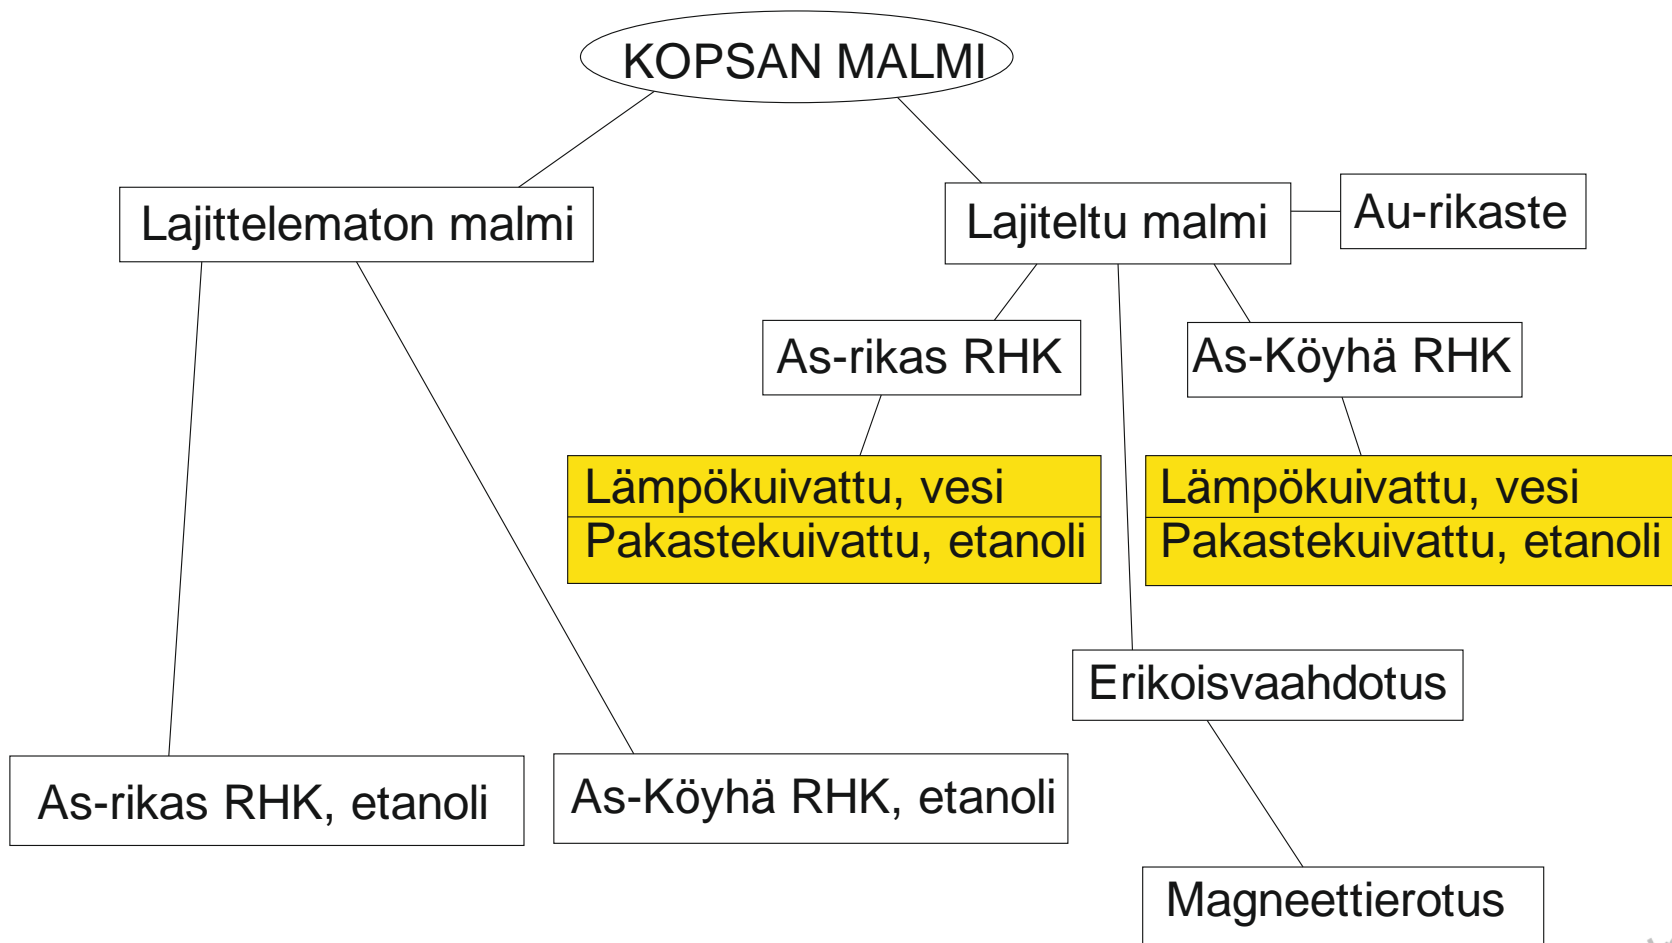 KOPSAN MALMI
Lajittelematon malmi
Lajiteltu malmi
Au-rikaste
As-rikas RHK
As-Köyhä RHK
Lämpökuivattu, vesi
Pakastekuivattu, etanoli
Lämpökuivattu, vesi
Pakastekuivattu, etanoli
Erikoisvaahdotus
As-rikas RHK, etanoli
As-Köyhä RHK, etanoli
Magneettierotus